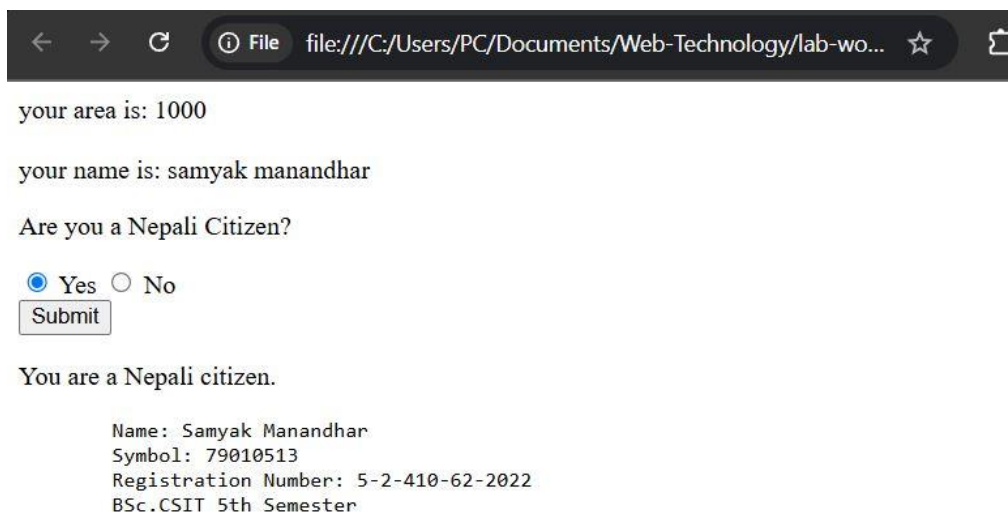 File file:///C:/Users/PC/Documents/Web-Technology/lab-wo...
your area is: 1000
your name is: samyak manandhar
Are you a Nepali Citizen?
Yes No
Submit
You are a Nepali citizen.
Name: Samyak Manandhar
Symbol: 79010513
Registration Number: 5-2-410-62-2022
BSc.CSIT 5th Semester